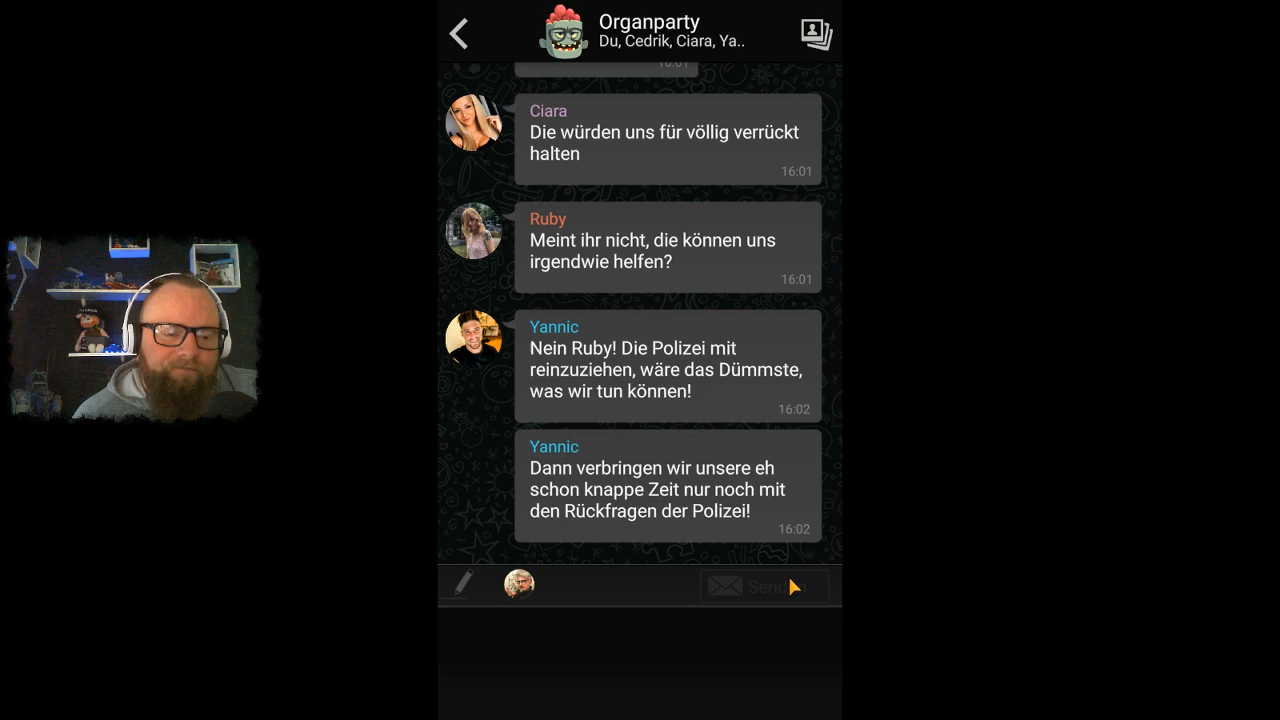 Organparty
Du, Cedrik, Ciara, Ya..
16:01
Ciara
Die würden uns für völlig verrückt
halten
16:01
Ruby
Meint ihr nicht, die können uns
irgendwie helfen?
16:01
Yannic
Nein Ruby! Die Polizei mit
reinzuziehen, wäre das Dümmste,
was wir tun können!
16:02
Yannic
Dann verbringen wir unsere eh
schon knappe Zeit nur noch mit
den Rückfragen der Polizei!
16:02